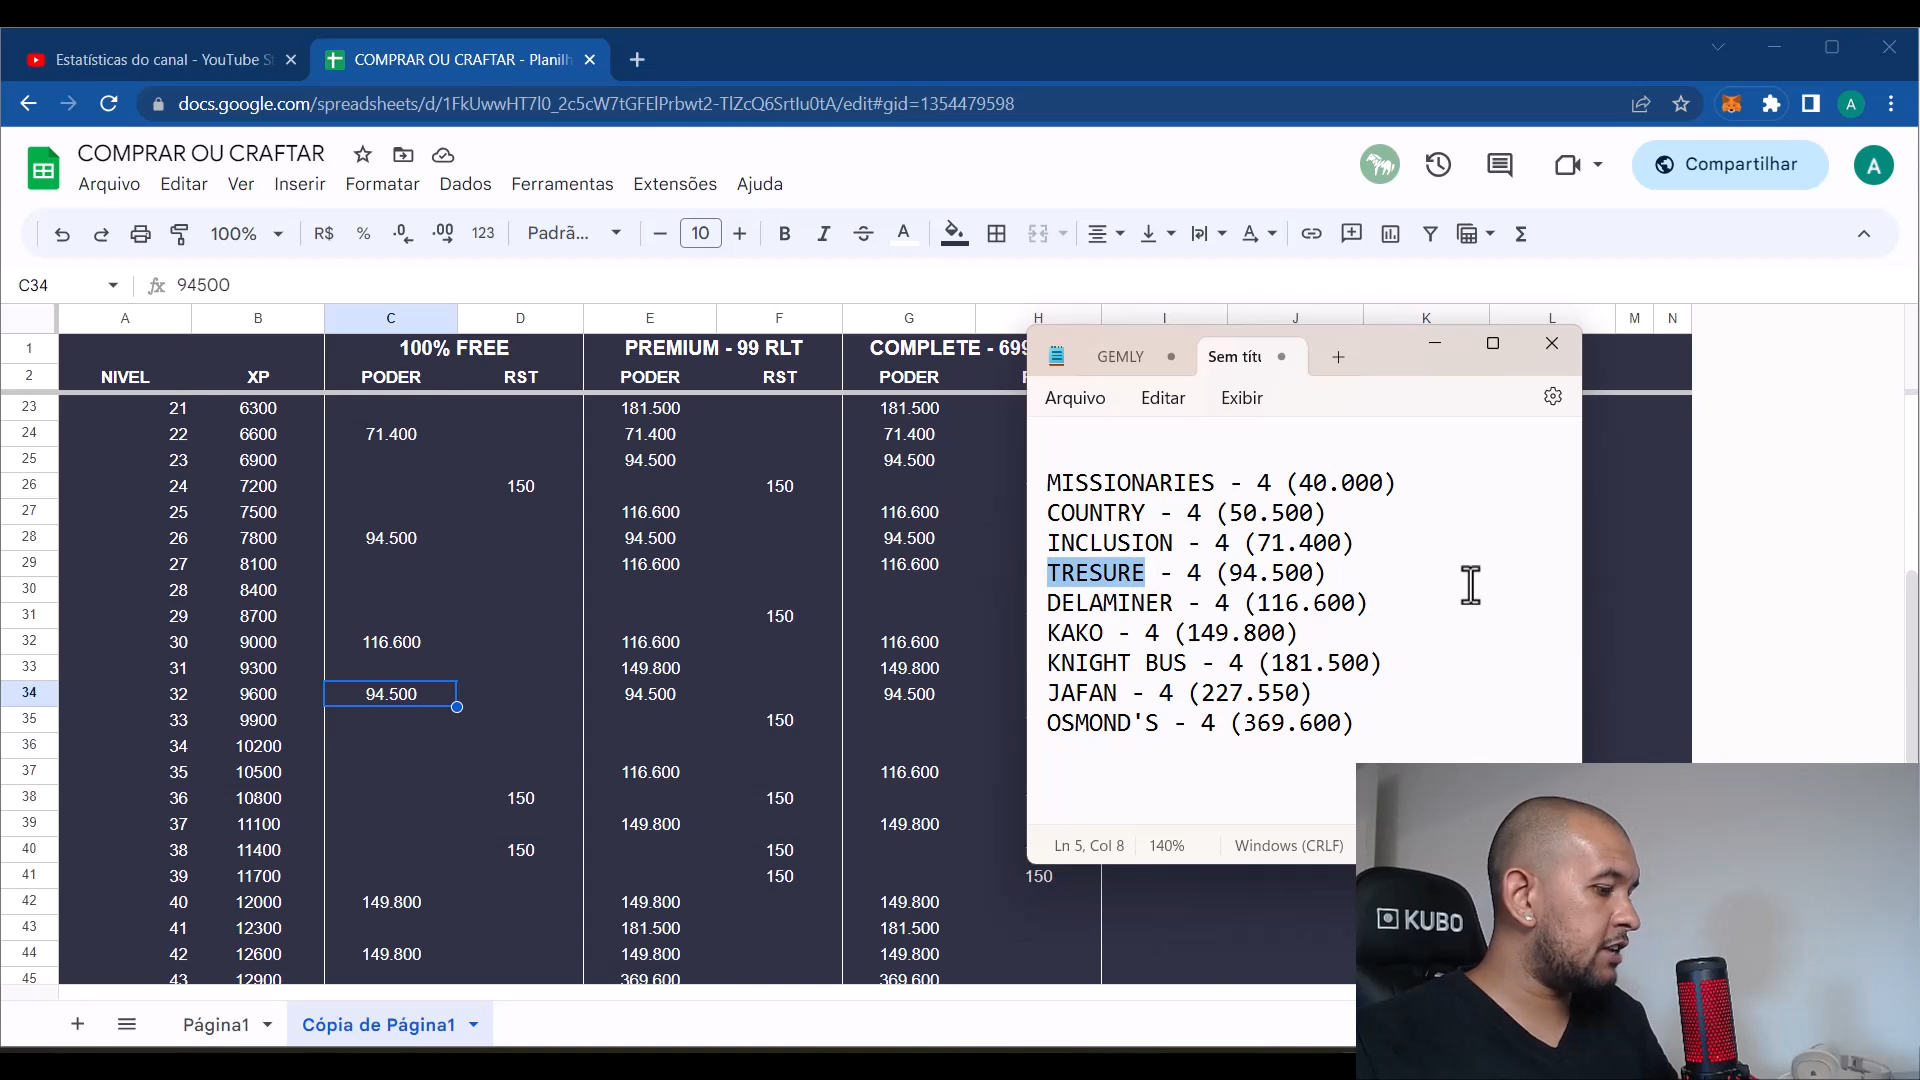 Estatísticas do canal - YouTube S
COMPRAR OU CRAFTAR - Planilh
docs.google.com/spreadsheets/d/1FkUwwHT7l0_2c5cW7tGFElPrbwt2-TlZcQ6SrtIu0tA/edit#gid=1354479598
A
COMPRAR OU CRAFTAR
Arquivo Editar Ver Inserir Formatar Dados Ferramentas Extensões Ajuda
Compartilhar
A
100% R$ % .0 .00 123 Padrã... 10 B I A
C34 fx 94500
A B C D E F G H I J K L M N
1 100% FREE PREMIUM - 99 RLT COMPLETE - 699
2 NIVEL XP PODER RST PODER RST PODER
23 21 6300 181.500 181.500
24 22 6600 71.400 71.400 71.400
25 23 6900 94.500 94.500
26 24 7200 150 150
27 25 7500 116.600 116.600
28 26 7800 94.500 94.500 94.500
29 27 8100 116.600 116.600
30 28 8400
31 29 8700 150
32 30 9000 116.600 116.600 116.600
33 31 9300 149.800 149.800
34 32 9600 94.500 94.500 94.500
35 33 9900 150
36 34 10200
37 35 10500 116.600 116.600
38 36 10800 150 150
39 37 11100 149.800 149.800
40 38 11400 150 150
41 39 11700 150 150
42 40 12000 149.800 149.800 149.800
43 41 12300 181.500 181.500
44 42 12600 149.800 149.800 149.800
45 43 12900 369.600 369.600
Página1 Cópia de Página1
GEMLY Sem títu
Arquivo Editar Exibir
MISSIONARIES - 4 (40.000)
COUNTRY - 4 (50.500)
INCLUSION - 4 (71.400)
TRESURE - 4 (94.500)
DELAMINER - 4 (116.600)
KAKO - 4 (149.800)
KNIGHT BUS - 4 (181.500)
JAFAN - 4 (227.550)
OSMOND'S - 4 (369.600)
Ln 5, Col 8 140% Windows (CRLF)
KUBO